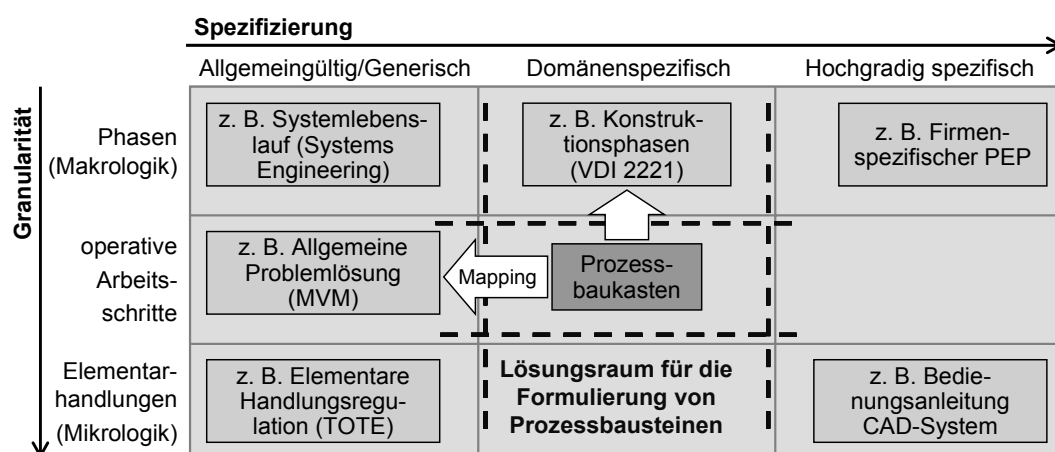 Spezifizierung
Allgemeingültig/Generisch
Domänenspezifisch
Hochgradig spezifisch
Granularität
Phasen
(Makrologik)
z. B. Systemlebens-
lauf (Systems
Engineering)
z. B. Konstruk-
tionsphasen
(VDI 2221)
z. B. Firmen-
spezifischer PEP
operative
Arbeits-
schritte
z. B. Allgemeine
Problemlösung
(MVM)
Mapping
Prozess-
baukasten
Elementar-
handlungen
(Mikrologik)
z. B. Elementare
Handlungsregu-
lation (TOTE)
Lösungsraum für die
Formulierung von
Prozessbausteinen
z. B. Bedie-
nungsanleitung
CAD-System